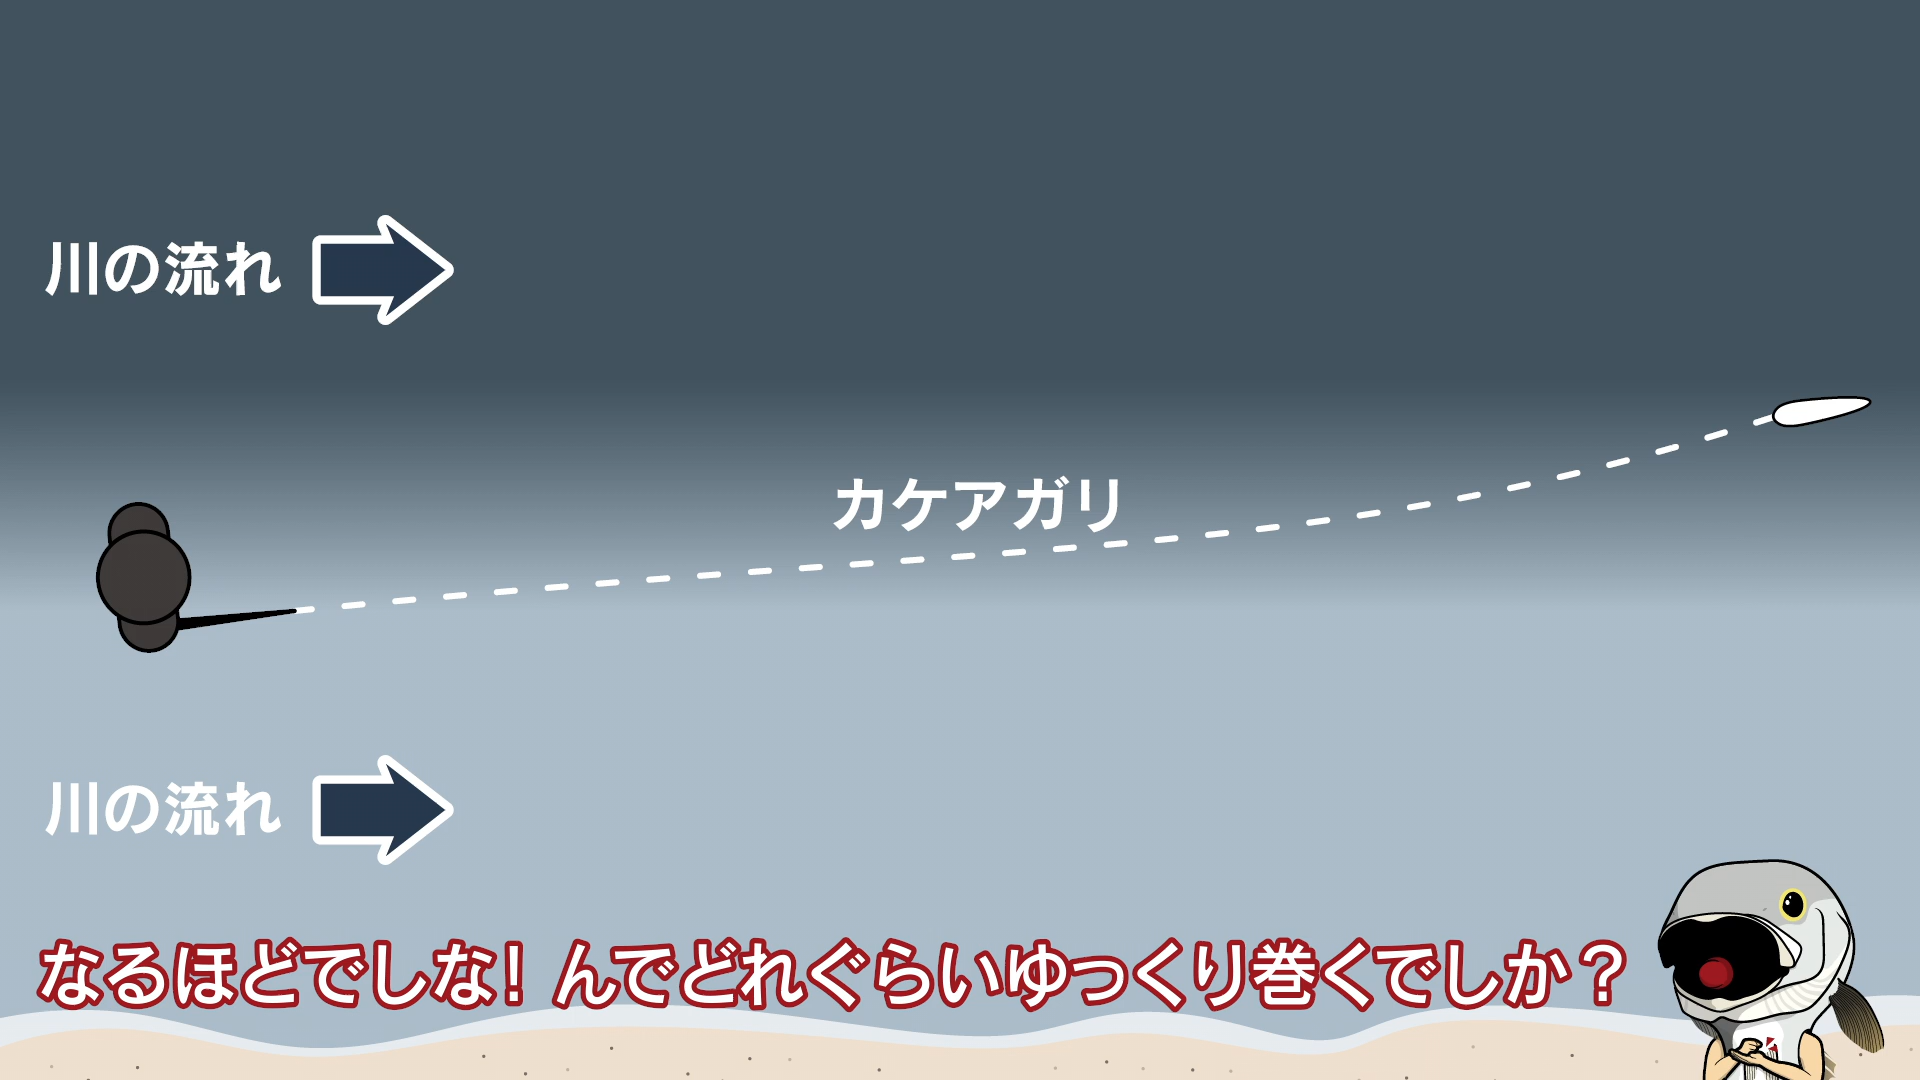 川の流れ
カケアガリ
川の流れ
なるほどでしな！んでどれぐらいゆっくり巻くでしか？